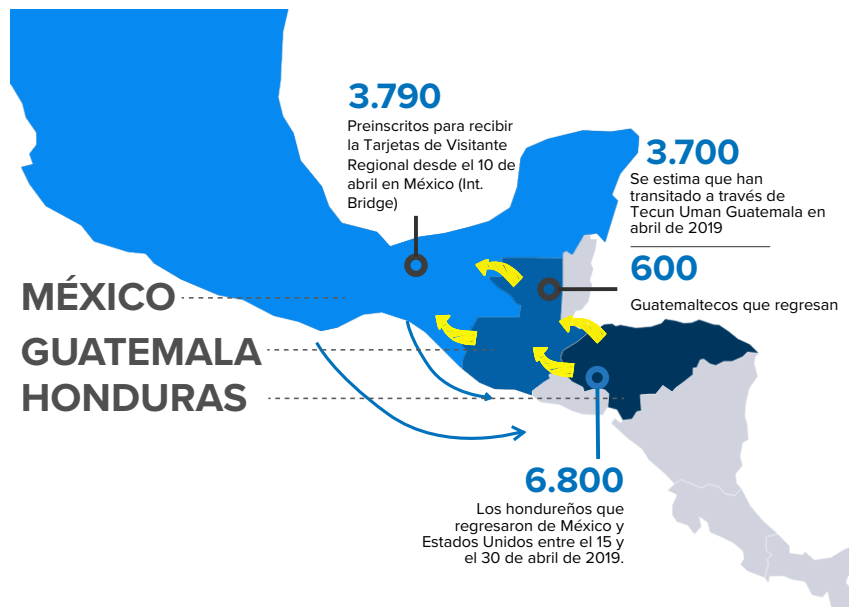 3.790
Preinscritos para recibir
la Tarjetas de Visitante
Regional desde el 10 de
abril en México (Int.
Bridge)
3.700
Se estima que han
transitado a través de
Tecun Uman Guatemala en
abril de 2019
600
Guatemaltecos que regresan
MÉXICO
GUATEMALA
HONDURAS
6.800
Los hondureños que
regresaron de México y
Estados Unidos entre el 15 y
el 30 de abril de 2019.